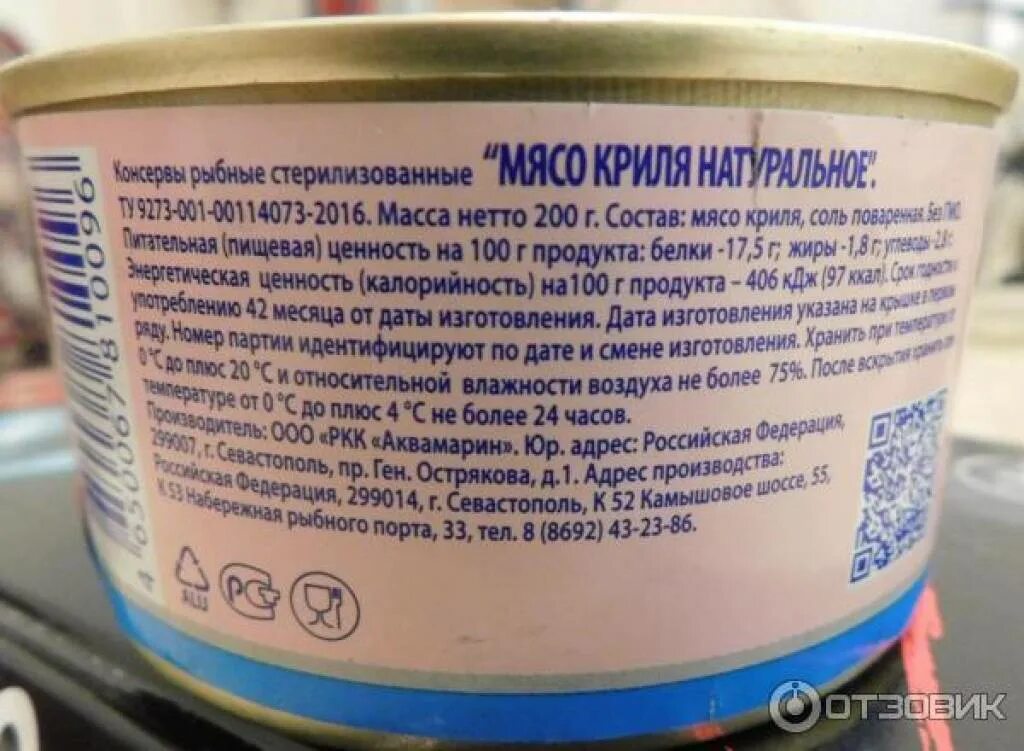 Консервы рыбные стерилизованные "МЯСО КРИЛЯ НАТУРАЛЬНОЕ".
ТУ 9273-001-00114073-2016. Масса нетто 200 г. Состав: мясо криля, соль поваренная. Без ГМО.
Питательная (пищевая) ценность на 100 г продукта: белки -17,5 г; жиры -1,8 г; углеводы -2,8 г.
Энергетическая ценность (калорийность) на100 г продукта – 406 кДж (97 ккал). Срок годности к
употреблению 42 месяца от даты изготовления. Дата изготовления указана на крышке в первом
ряду. Номер партии идентифицируют по дате и смене изготовления. Хранить при температуре от
0 °С до плюс 20 °С и относительной влажности воздуха не более 75%. После вскрытия хранить при
температуре от 0 °С до плюс 4 °С не более 24 часов.
Производитель: ООО «РКК «Аквамарин». Юр. адрес: Российская Федерация,
299007, г. Севастополь, пр. Ген. Острякова, д.1. Адрес производства:
Российская Федерация, 299014, г. Севастополь, К 52 Камышовое шоссе, 55,
К 53 Набережная рыбного порта, 33, тел. 8 (8692) 43-23-86.
4 650067 810096
ALU
РСТ
ОТЗОВИК